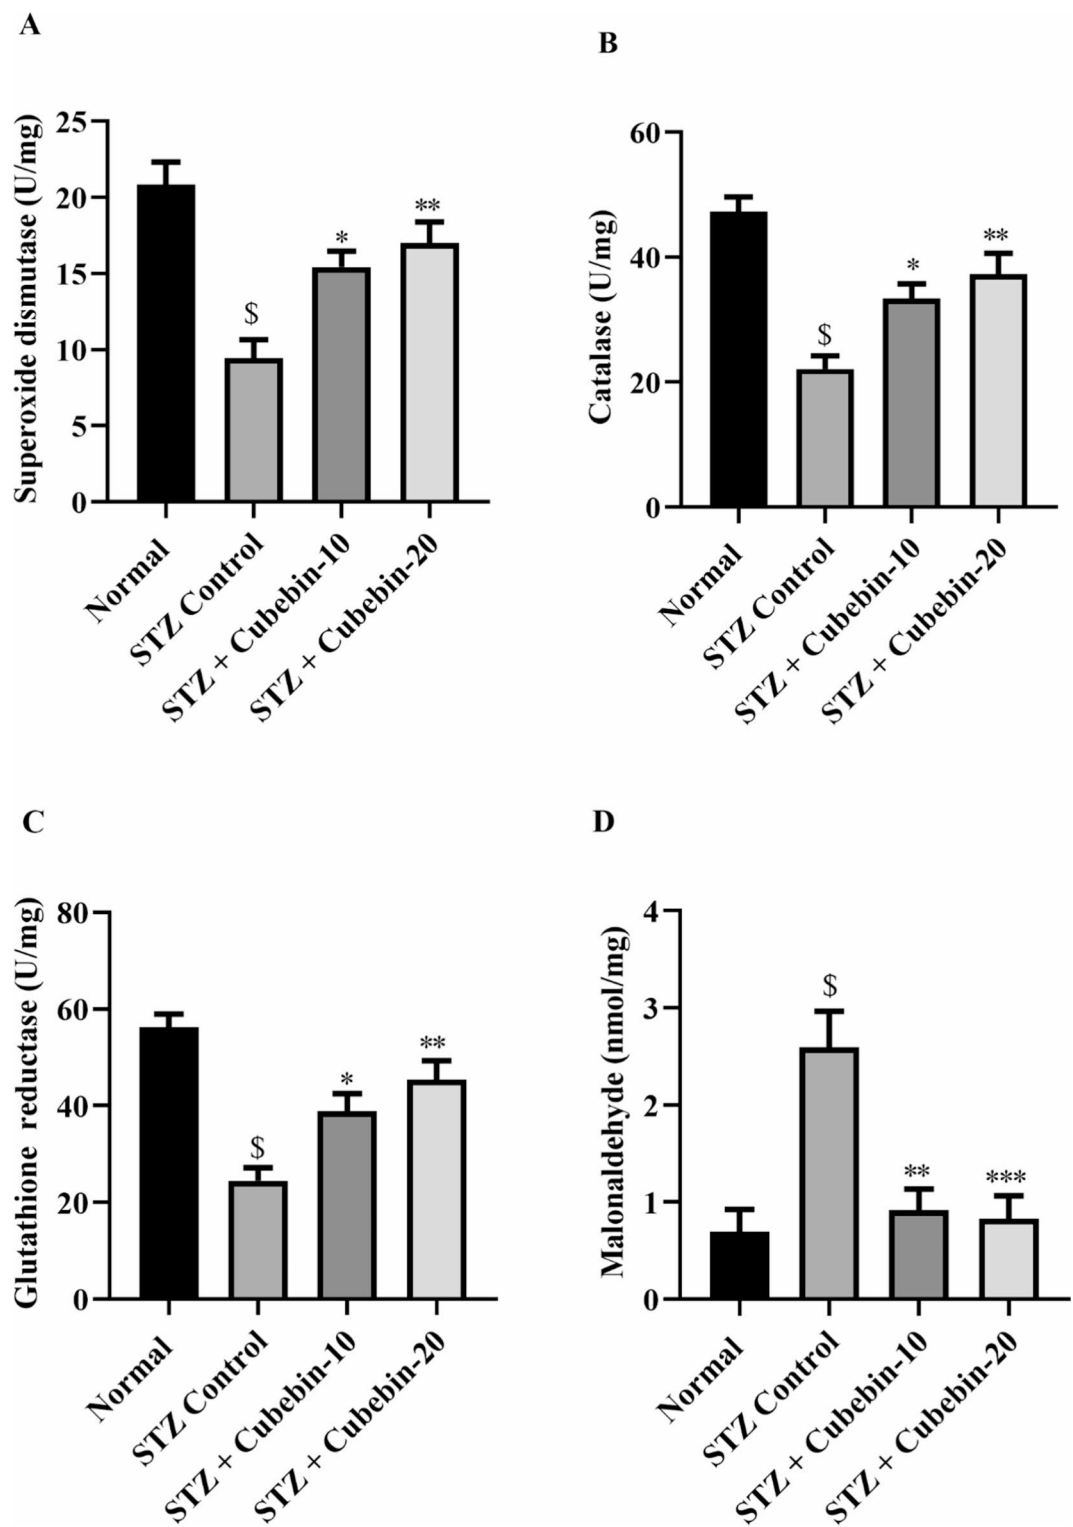 A
Superoxide dismutase (U/mg)
25
20
15
10
5
0
$
*
**
Normal
STZ Control
STZ + Cubebin-10
STZ + Cubebin-20
B
Catalase (U/mg)
60
40
20
0
$
*
**
Normal
STZ Control
STZ + Cubebin-10
STZ + Cubebin-20
C
Glutathione reductase (U/mg)
80
60
40
20
0
$
*
**
Normal
STZ Control
STZ + Cubebin-10
STZ + Cubebin-20
D
Malonaldehyde (nmol/mg)
4
3
2
1
0
$
**
***
Normal
STZ Control
STZ + Cubebin-10
STZ + Cubebin-20